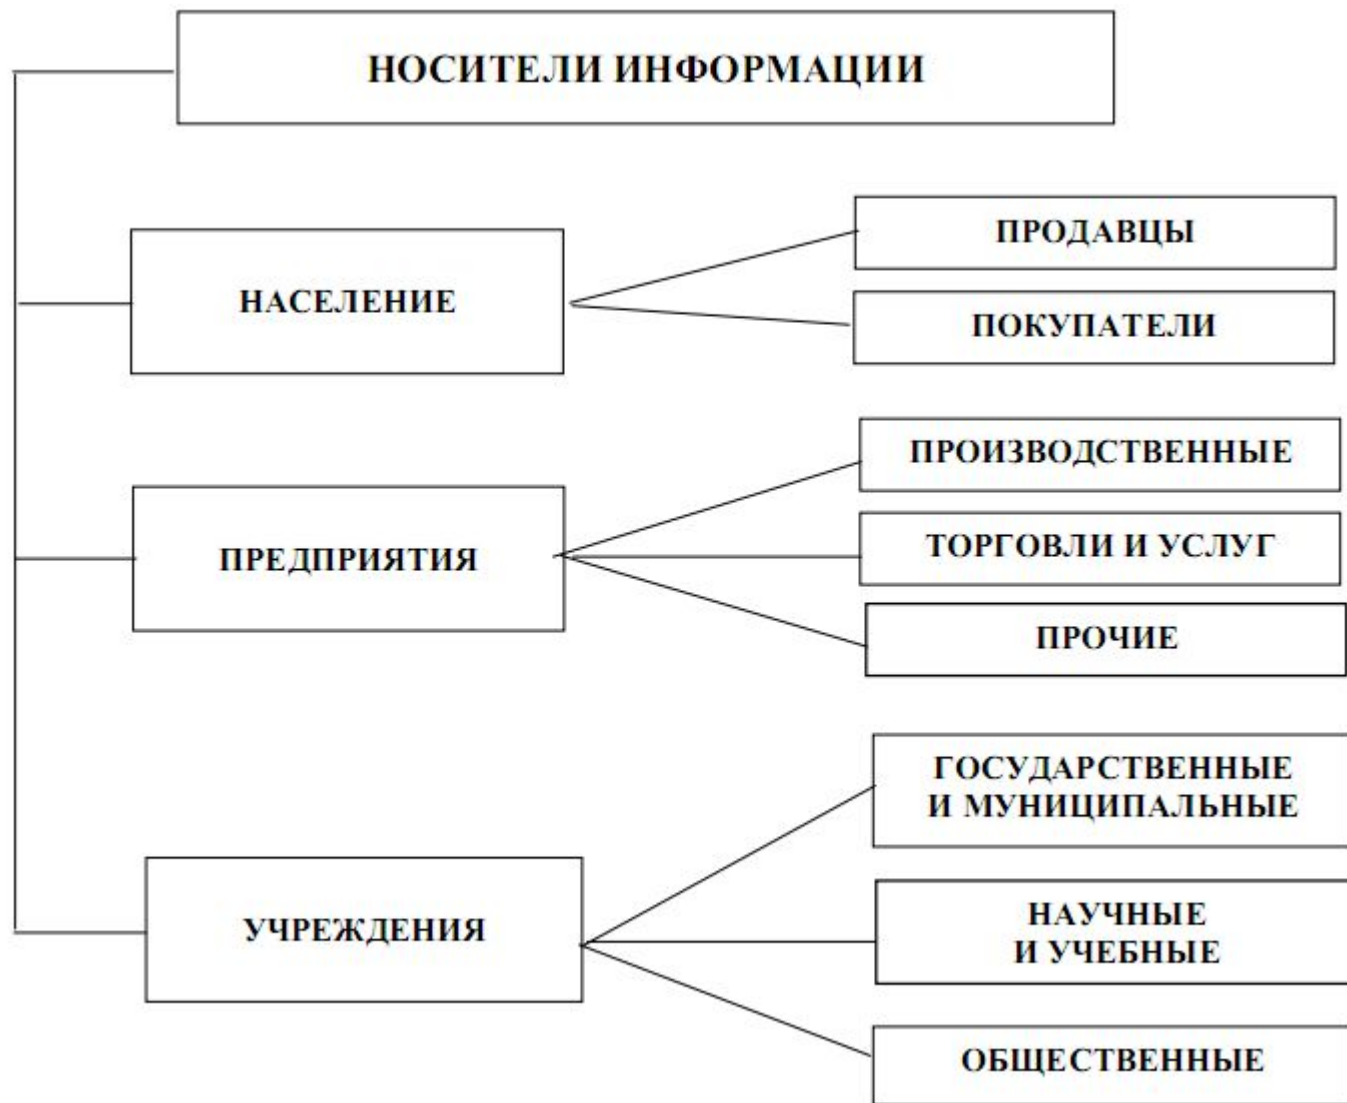 НОСИТЕЛИ ИНФОРМАЦИИ
НАСЕЛЕНИЕ
ПРОДАВЦЫ
ПОКУПАТЕЛИ
ПРЕДПРИЯТИЯ
ПРОИЗВОДСТВЕННЫЕ
ТОРГОВЛИ И УСЛУГ
ПРОЧИЕ
УЧРЕЖДЕНИЯ
ГОСУДАРСТВЕННЫЕ
И МУНИЦИПАЛЬНЫЕ
НАУЧНЫЕ
И УЧЕБНЫЕ
ОБЩЕСТВЕННЫЕ